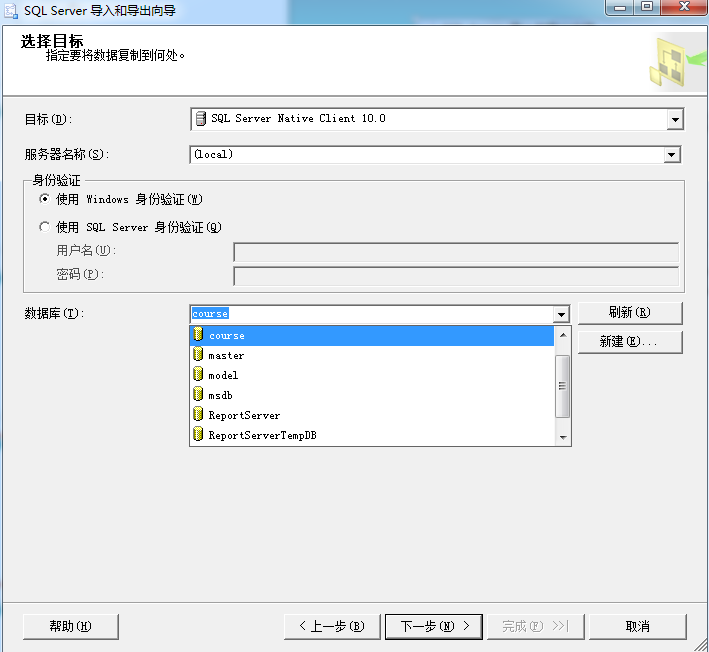 SQL Server 导入和导出向导
选择目标
指定要将数据复制到何处。
目标(D):
SQL Server Native Client 10.0
服务器名称(S):
(local)
身份验证
使用 Windows 身份验证(W)
使用 SQL Server 身份验证(Q)
用户名(U):
密码(P):
数据库(T):
course
刷新(R)
course
新建(E)...
master
model
msdb
ReportServer
ReportServerTempDB
帮助(H)
< 上一步(B)
下一步(N) >
完成(F) >>|
取消